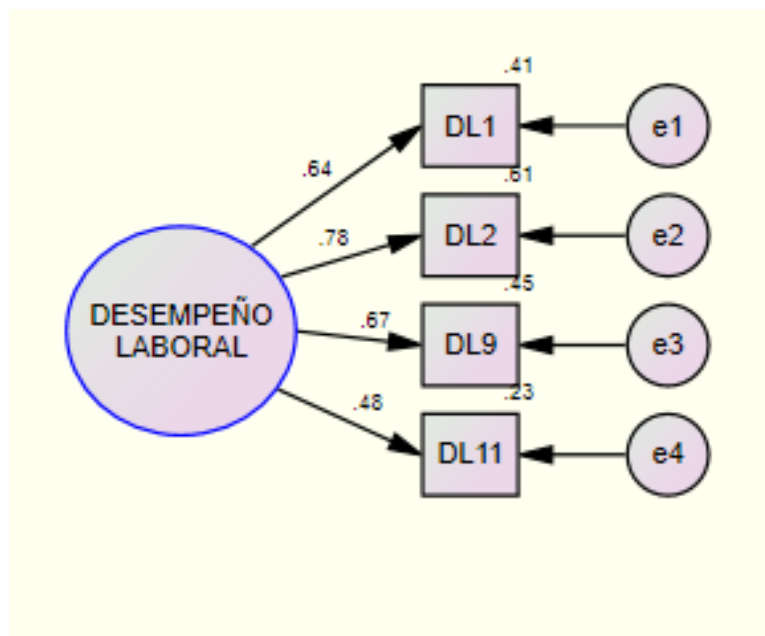 .41
DL1
e1
.64
.61
DL2
e2
.78
.45
DESEMPEÑO
LABORAL
.67
DL9
e3
.23
.48
DL11
e4